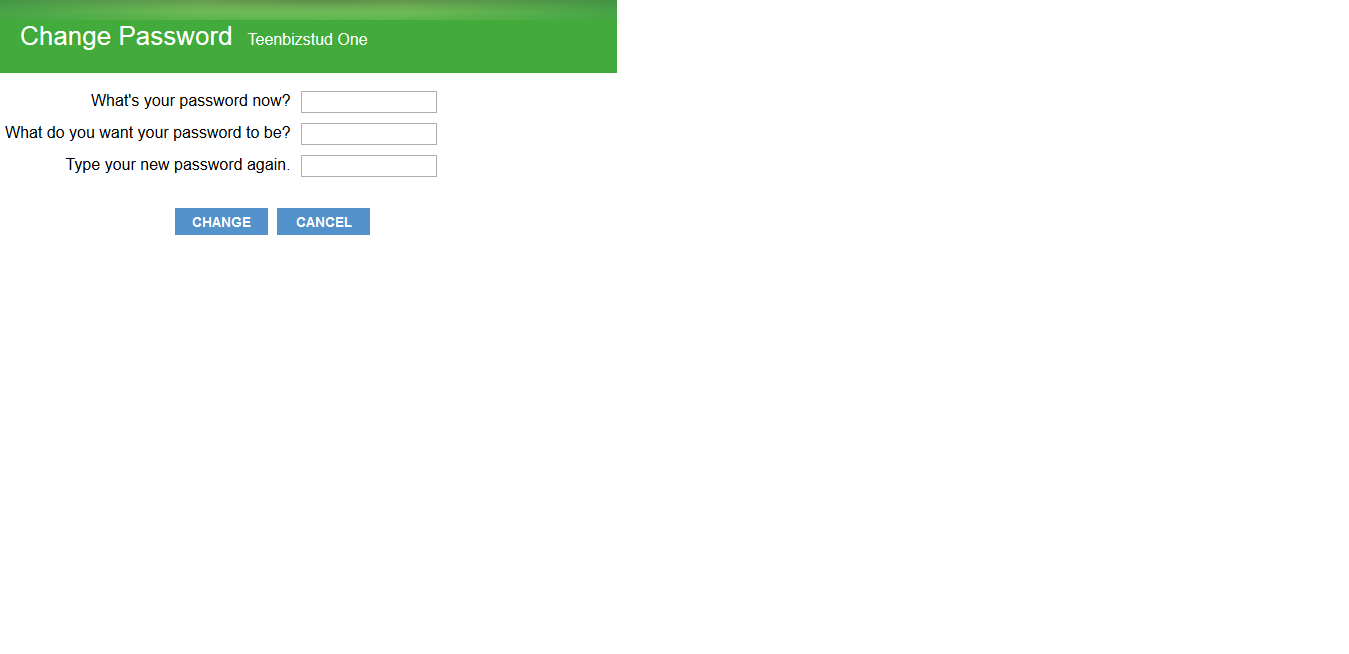 Change Password Teenbizstud One
What's your password now?
What do you want your password to be?
Type your new password again.
CHANGE CANCEL